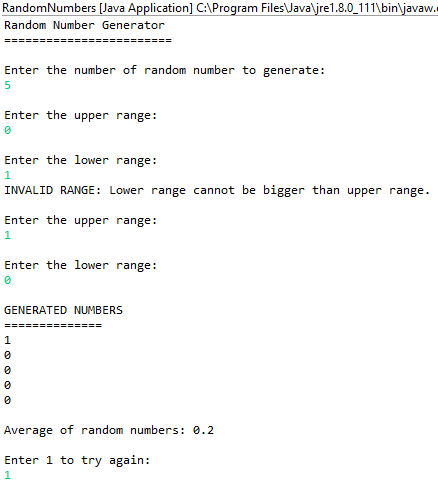 RandomNumbers [Java Application] C:\Program Files\Java\jre1.8.0_111\bin\javaw.
Random Number Generator
========================
Enter the number of random number to generate:
5
Enter the upper range:
0
Enter the lower range:
1
INVALID RANGE: Lower range cannot be bigger than upper range.
Enter the upper range:
1
Enter the lower range:
0
GENERATED NUMBERS
==============
1
0
0
0
0
Average of random numbers: 0.2
Enter 1 to try again:
1